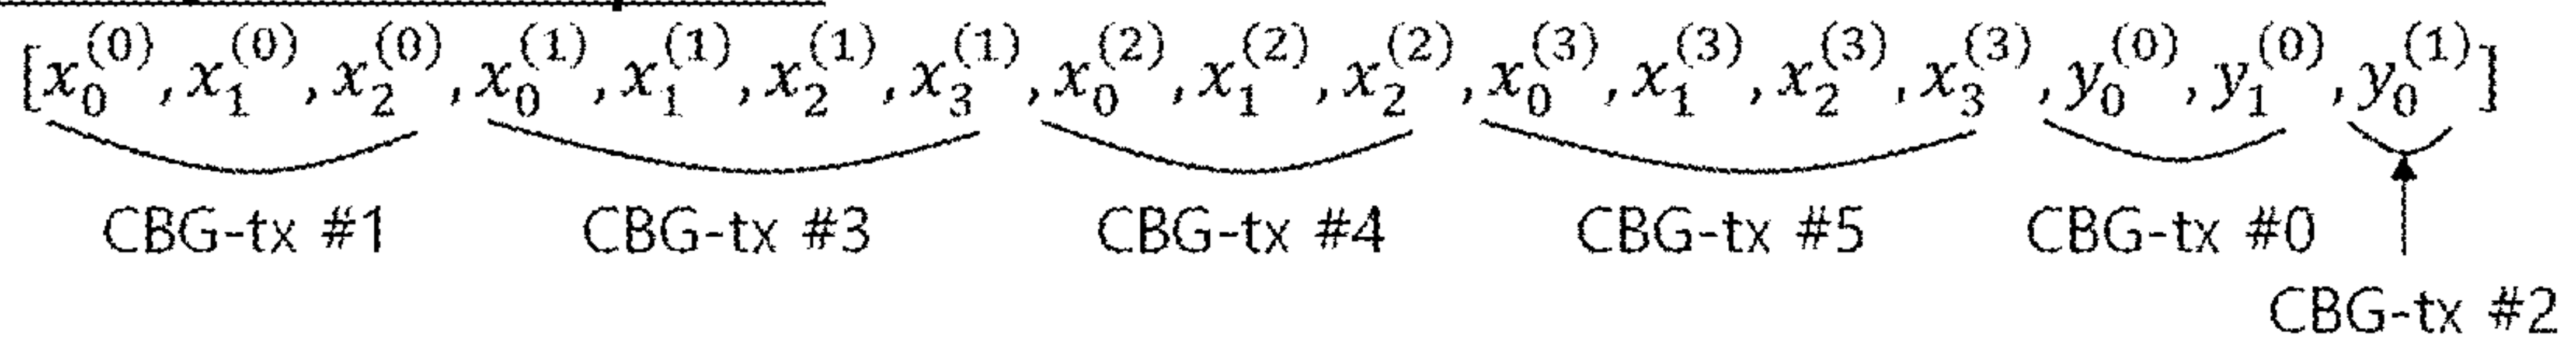 [x_0^{(0)}, x_1^{(0)}, x_2^{(0)}, x_0^{(1)}, x_1^{(1)}, x_2^{(1)}, x_3^{(1)}, x_0^{(2)}, x_1^{(2)}, x_2^{(2)}, x_0^{(3)}, x_1^{(3)}, x_2^{(3)}, x_3^{(3)}, y_0^{(0)}, y_1^{(0)}, y_0^{(1)}]
CBG-tx #1 CBG-tx #3 CBG-tx #4 CBG-tx #5 CBG-tx #0
CBG-tx #2